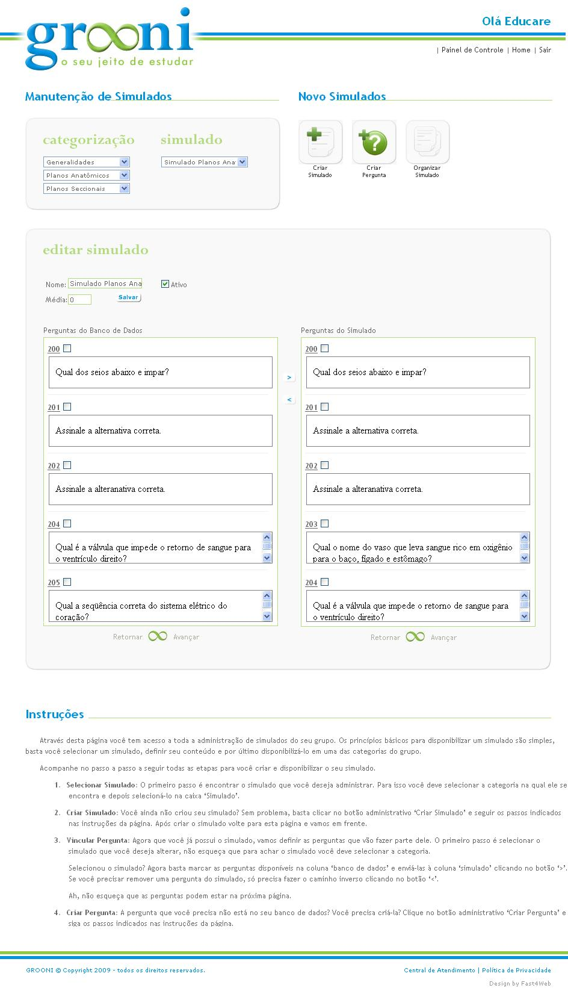 grooni
o seu jeito de estudar
Olá Educare
| Painel de Controle | Home | Sair
Manutenção de Simulados
Novo Simulados
categorização
simulado
Generalidades
Simulado Planos Ana
Planos Anatômicos
Planos Seccionais
Criar
Simulado
Criar
Pergunta
Organizar
Simulado
editar simulado
Nome: Simulado Planos Ana
Ativo
Média: 0
Salvar
Perguntas do Banco de Dados
200
Qual dos seios abaixo e impar?
201
Assinale a alternativa correta.
202
Assinale a alteranativa correta.
204
Qual é a válvula que impede o retorno de sangue para
o ventrículo direito?
205
Qual a seqüência correta do sistema elétrico do
coração?
Retornar Avançar
>
<
Perguntas do Simulado
200
Qual dos seios abaixo e impar?
201
Assinale a alternativa correta.
202
Assinale a alteranativa correta.
203
Qual o nome do vaso que leva sangue rico em oxigênio
para o baço, fígado e estômago?
204
Qual é a válvula que impede o retorno de sangue para
o ventrículo direito?
Retornar Avançar
Instruções
Através desta página você tem acesso a toda a administração de simulados do seu grupo. Os princípios básicos para disponibilizar um simulado são simples,
basta você selecionar um simulado, definir seu conteúdo e por último disponibilizá-lo em uma das categorias do grupo.
Acompanhe no passo a passo a seguir todas as etapas para você criar e disponibilizar o seu simulado.
1. Selecionar Simulado: O primeiro passo é encontrar o simulado que você deseja administrar. Para isso você deve selecionar a categoria na qual ele se
encontra e depois selecioná-lo na caixa ‘Simulado’.
2. Criar Simulado: Você ainda não criou seu simulado? Sem problema, basta clicar no botão administrativo ‘Criar Simulado’ e seguir os passos indicados
nas instruções da página. Após criar o simulado volte para esta página e vamos em frente.
3. Vincular Pergunta: Agora que você já possui o simulado, vamos definir as perguntas que vão fazer parte dele. O primeiro passo é selecionar o
simulado que você deseja alterar, não esqueça que para achar o simulado você deve selecionar a categoria.
Selecionou o simulado? Agora basta marcar as perguntas disponíveis na coluna ‘banco de dados’ e enviá-las à coluna ‘simulado’ clicando no botão ‘>’.
Se você precisar remover uma pergunta do simulado, só precisa fazer o caminho inverso clicando no botão ‘<’.
Ah, não esqueça que as perguntas podem estar na próxima página.
4. Criar Pergunta: A pergunta que você precisa não está no seu banco de dados? Você precisa criá-la? Clique no botão administrativo ‘Criar Pergunta’ e
siga os passos indicados nas instruções da página.
GROONI © Copyright 2009 - todos os direitos reservados.
Central de Atendimento | Política de Privacidade
Design by Fast4Web